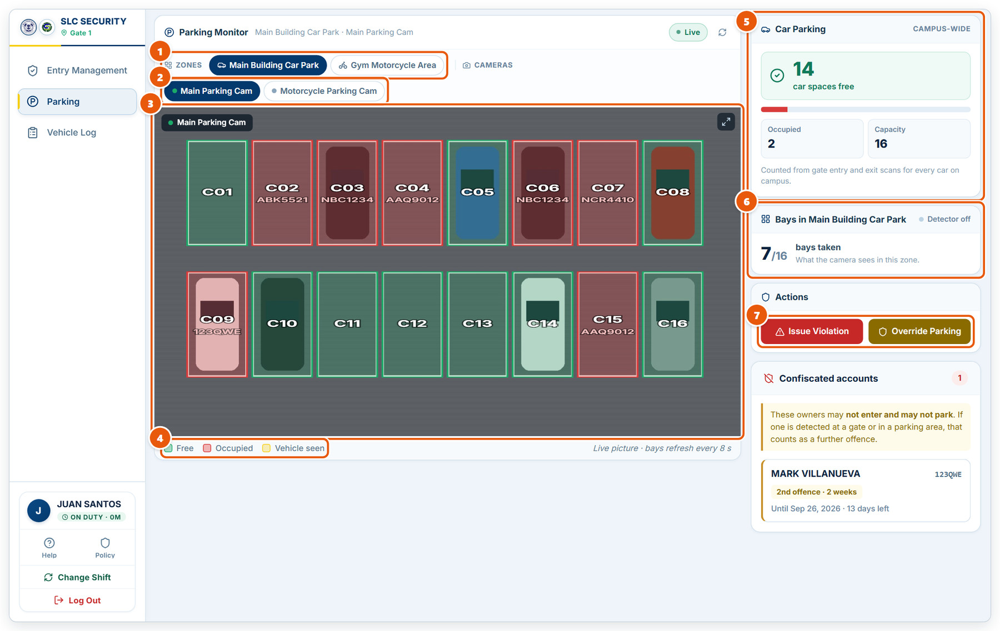 SLC SECURITY
Gate 1
Entry Management
Parking
Vehicle Log
JUAN SANTOS
J
ON DUTY · 0M
Help
Policy
Change Shift
Log Out
Parking Monitor
Main Building Car Park · Main Parking Cam
Live
1
ZONES
Main Building Car Park
Gym Motorcycle Area
CAMERAS
2
Main Parking Cam
Motorcycle Parking Cam
3
Main Parking Cam
C01
C02
ABK5521
C03
NBC1234
C04
AAQ9012
C05
C06
NBC1234
C07
NCR4410
C08
C09
123QWE
C10
C11
C12
C13
C14
C15
AAQ9012
C16
4
Free
Occupied
Vehicle seen
Live picture · bays refresh every 8 s
5
Car Parking
CAMPUS-WIDE
14
car spaces free
Occupied
2
Capacity
16
Counted from gate entry and exit scans for every car on
campus.
6
Bays in Main Building Car Park
Detector off
7/16
bays taken
What the camera sees in this zone.
Actions
7
Issue Violation
Override Parking
Confiscated accounts
1
These owners may not enter and may not park. If
one is detected at a gate or in a parking area, that
counts as a further offence.
MARK VILLANUEVA
123QWE
2nd offence · 2 weeks
Until Sep 26, 2026 · 13 days left